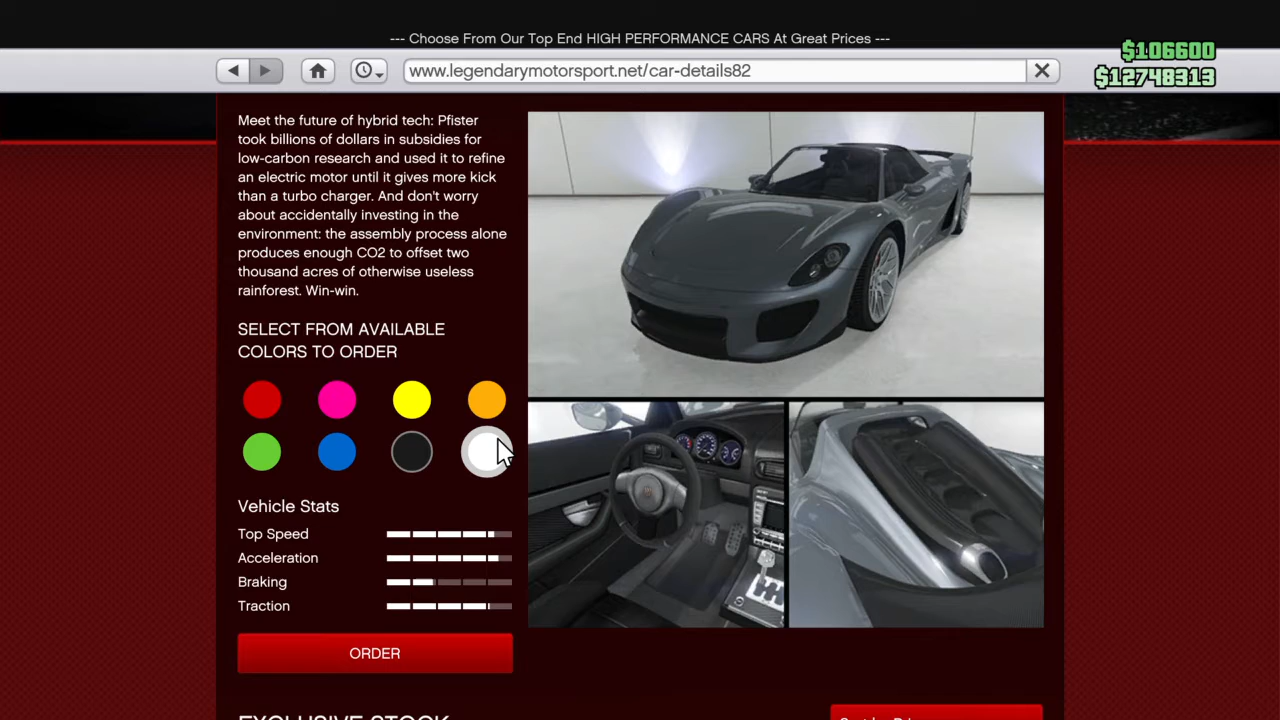 --- Choose From Our Top End HIGH PERFORMANCE CARS At Great Prices ---
$106600
www.legendarymotorsport.net/car-details82
$12748313
Meet the future of hybrid tech: Pfister
took billions of dollars in subsidies for
low-carbon research and used it to refine
an electric motor until it gives more kick
than a turbo charger. And don't worry
about accidentally investing in the
environment: the assembly process alone
produces enough CO2 to offset two
thousand acres of otherwise useless
rainforest. Win-win.
SELECT FROM AVAILABLE
COLORS TO ORDER
Vehicle Stats
Top Speed
Acceleration
Braking
Traction
ORDER
EXCLUSIVE STOCK